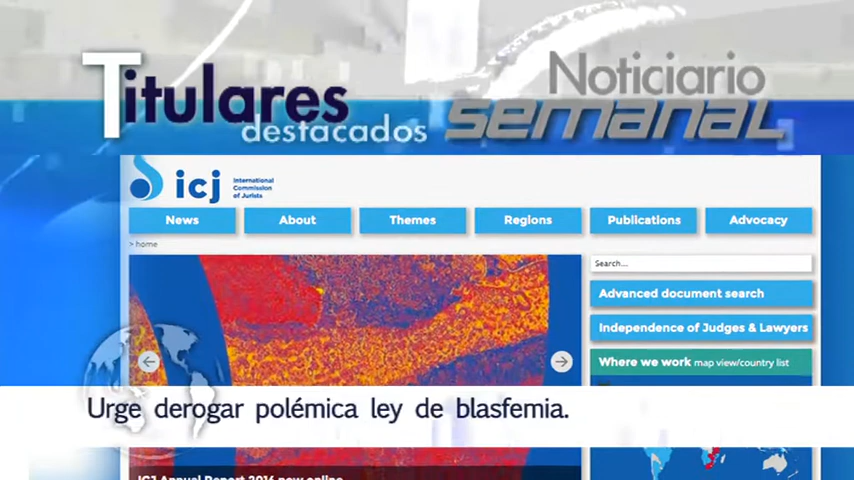 Titulares
destacados
Noticiario
semanal
icj
International
Commission
of Jurists
News
About
Themes
Regions
Publications
Advocacy
> home
Search...
Advanced document search
Independence of Judges & Lawyers
Where we work map view/country list
Urge derogar polémica ley de blasfemia.
ICJ Annual Report 2016 now online